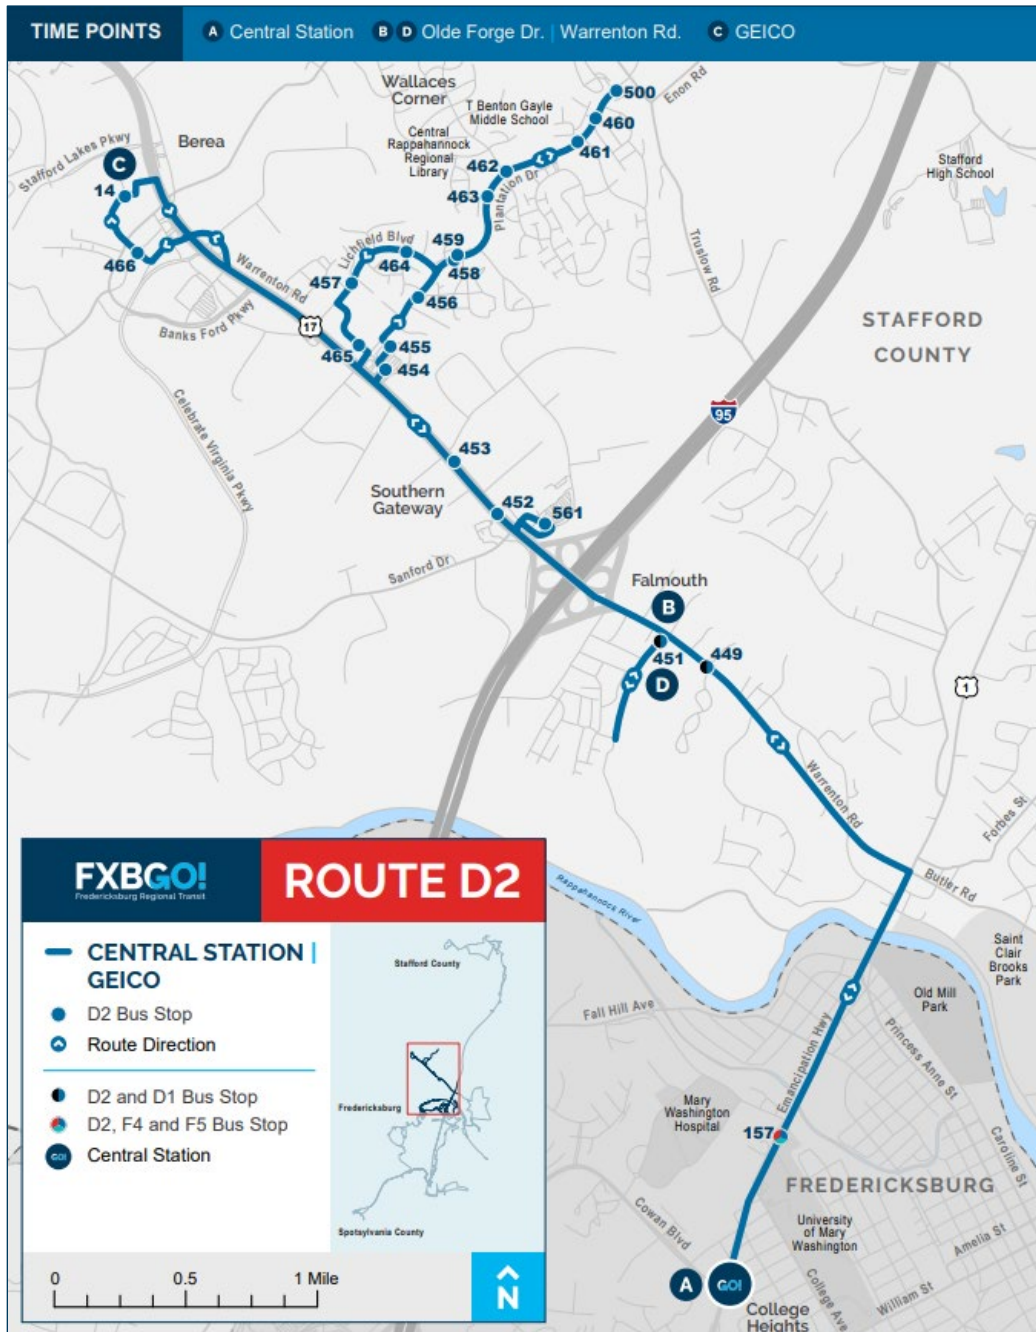 TIME POINTS
A Central Station B D Olde Forge Dr. | Warrenton Rd. C GEICO
Wallaces
Corner
T Benton Gayle
Middle School
500
Enon Rd
460
461
Berea
Central
Rappahannock
Regional
Library
462
463
Plantation Dr
Stafford
High School
Stafford Lakes Pkwy
C
14
466
Warrenton Rd
Banks Ford Pkwy
17
Lichfield Blvd
459
464
458
457
456
465
455
454
Truslow Rd
STAFFORD
COUNTY
95
Celebrate Virginia Pkwy
453
Southern
Gateway
452
561
Sanford Dr
Falmouth
B
451
449
D
1
Warrenton Rd
Forbes St
Butler Rd
Rappahannock River
Saint
Clair
Brooks
Park
Old Mill
Park
Fall Hill Ave
Emancipation Hwy
Princess Anne St
Mary
Washington
Hospital
157
Caroline St
FREDERICKSBURG
Cowan Blvd
University
of Mary
Washington
Amelia St
College Ave
William St
A
GO!
College
Heights
FXBGO!
Fredericksburg Regional Transit
ROUTE D2
CENTRAL STATION |
GEICO
D2 Bus Stop
Route Direction
D2 and D1 Bus Stop
D2, F4 and F5 Bus Stop
GO! Central Station
Stafford County
Fredericksburg
Spotsylvania County
0 0.5 1 Mile
N